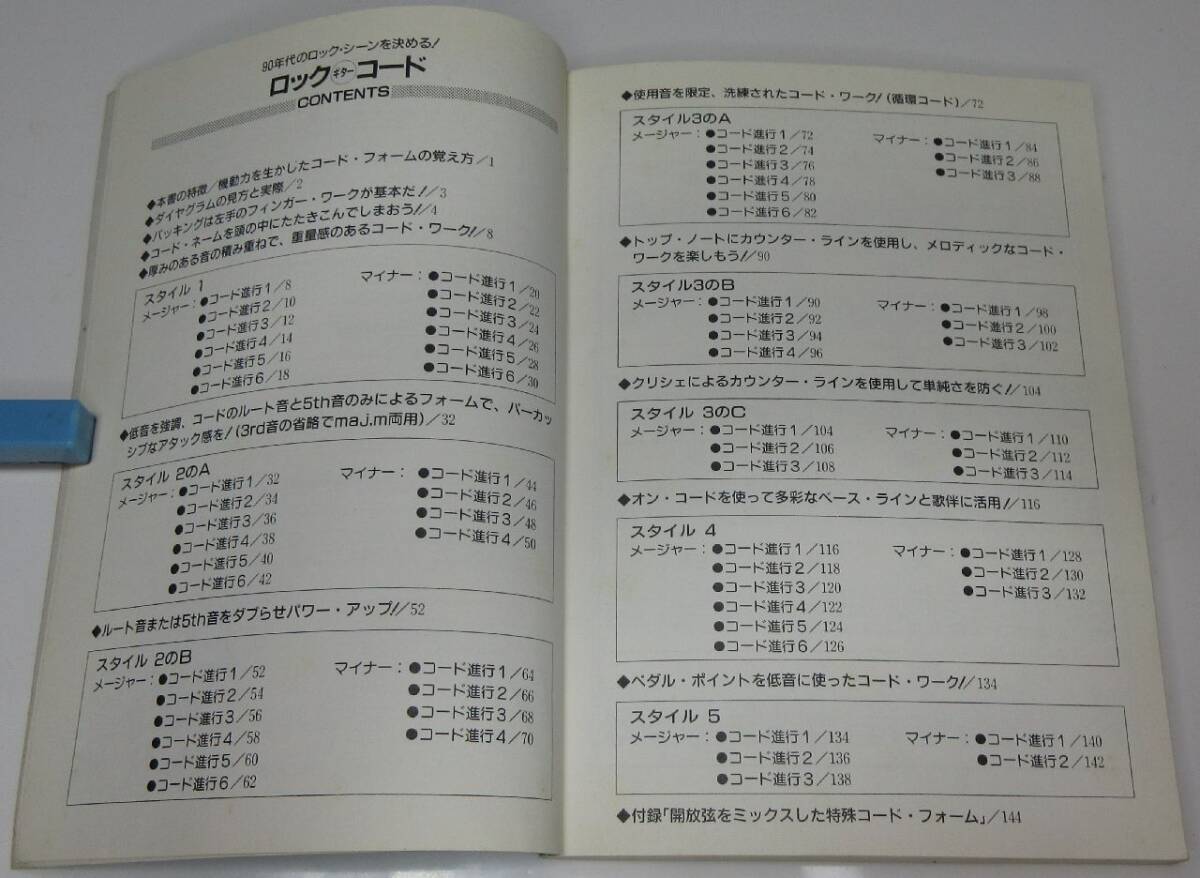 90年代のロック・シーンを決める!
ロックギターコード
CONTENTS
◆本書の特徴/機動力を生かしたコード・フォームの覚え方/1
◆ダイヤグラムの見方と実際/2
◆バッキングは左手のフィンガー・ワークが基本だ!/3
◆コード・ネームを頭の中にたたきこんでしまおう!/4
◆厚みのある音の積み重ねで、重量感のあるコード・ワーク!/8
スタイル 1
メージャー:●コード進行1/8 マイナー:●コード進行1/20
●コード進行2/10 ●コード進行2/22
●コード進行3/12 ●コード進行3/24
●コード進行4/14 ●コード進行4/26
●コード進行5/16 ●コード進行5/28
●コード進行6/18 ●コード進行6/30
◆低音を強調、コードのルート音と5th音のみによるフォームで、パーカッ
シブなアタック感を!(3rd音の省略でmaj.m両用)/32
スタイル 2のA
メージャー:●コード進行1/32 マイナー:●コード進行1/44
●コード進行2/34 ●コード進行2/46
●コード進行3/36 ●コード進行3/48
●コード進行4/38 ●コード進行4/50
●コード進行5/40
●コード進行6/42
◆ルート音または5th音をダブらせパワー・アップ!/52
スタイル 2のB
メージャー:●コード進行1/52 マイナー:●コード進行1/64
●コード進行2/54 ●コード進行2/66
●コード進行3/56 ●コード進行3/68
●コード進行4/58 ●コード進行4/70
●コード進行5/60
●コード進行6/62
◆使用音を限定、洗練されたコード・ワーク!(循環コード)/72
スタイル3のA
メージャー:●コード進行1/72 マイナー:●コード進行1/84
●コード進行2/74 ●コード進行2/86
●コード進行3/76 ●コード進行3/88
●コード進行4/78
●コード進行5/80
●コード進行6/82
◆トップ・ノートにカウンター・ラインを使用し、メロディックなコード・
ワークを楽しもう!/90
スタイル3のB
メージャー:●コード進行1/90 マイナー:●コード進行1/98
●コード進行2/92 ●コード進行2/100
●コード進行3/94 ●コード進行3/102
●コード進行4/96
◆クリシェによるカウンター・ラインを使用して単純さを防ぐ!/104
スタイル 3のC
メージャー:●コード進行1/104 マイナー:●コード進行1/110
●コード進行2/106 ●コード進行2/112
●コード進行3/108 ●コード進行3/114
◆オン・コードを使って多彩なベース・ラインと歌伴に活用!/116
スタイル 4
メージャー:●コード進行1/116 マイナー:●コード進行1/128
●コード進行2/118 ●コード進行2/130
●コード進行3/120 ●コード進行3/132
●コード進行4/122
●コード進行5/124
●コード進行6/126
◆ペダル・ポイントを低音に使ったコード・ワーク!/134
スタイル 5
メージャー:●コード進行1/134 マイナー:●コード進行1/140
●コード進行2/136 ●コード進行2/142
●コード進行3/138
◆付録「開放弦をミックスした特殊コード・フォーム」/144